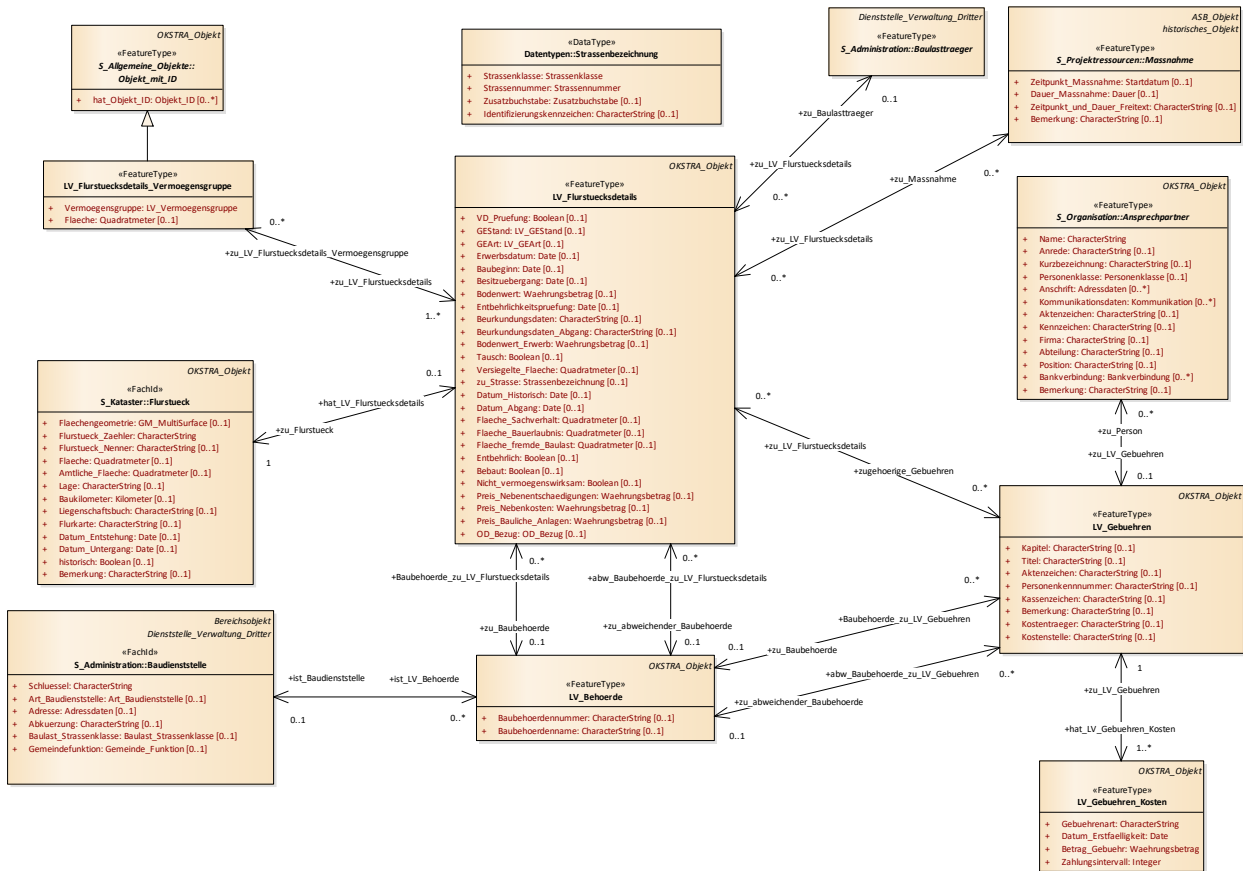 OKSTRA_Objekt
«FeatureType»
S_Allgemeine_Objekte::
Objekt_mit_ID
+ hat_Objekt_ID: Objekt_ID [0..*]
«DataType»
Datentypen::Strassenbezeichnung
+ Strassenklasse: Strassenklasse
+ Strassennummer: Strassennummer
+ Zusatzbuchstabe: Zusatzbuchstabe [0..1]
+ Identifizierungskennzeichen: CharacterString [0..1]
Dienststelle_Verwaltung_Dritter
«FeatureType»
S_Administration::Baulasttraeger
ASB_Objekt
historisches_Objekt
«FeatureType»
S_Projektressourcen::Massnahme
+ Zeitpunkt_Massnahme: Startdatum [0..1]
+ Dauer_Massnahme: Dauer [0..1]
+ Zeitpunkt_und_Dauer_Freitext: CharacterString [0..1]
+ Bemerkung: CharacterString [0..1]
0..1
+zu_Baulasttraeger
+zu_LV_Flurstuecksdetails
0..*
0..*
+zu_Massnahme
+zu_LV_Flurstuecksdetails
0..*
«FeatureType»
LV_Flurstuecksdetails_Vermoegensgruppe
+ Vermoegensgruppe: LV_Vermoegensgruppe
+ Flaeche: Quadratmeter [0..1]
0..*
+zu_LV_Flurstuecksdetails_Vermoegensgruppe
+zu_LV_Flurstuecksdetails
1..*
OKSTRA_Objekt
«FeatureType»
LV_Flurstuecksdetails
+ VD_Pruefung: Boolean [0..1]
+ GEStand: LV_GEStand [0..1]
+ GEArt: LV_GEArt [0..1]
+ Erwerbsdatum: Date [0..1]
+ Baubeginn: Date [0..1]
+ Besitzuebergang: Date [0..1]
+ Bodenwert: Waehrungsbetrag [0..1]
+ Entbehrlichkeitspruefung: Date [0..1]
+ Beurkundungsdaten: CharacterString [0..1]
+ Beurkundungsdaten_Abgang: CharacterString [0..1]
+ Bodenwert_Erwerb: Waehrungsbetrag [0..1]
+ Tausch: Boolean [0..1]
+ Versiegelte_Flaeche: Quadratmeter [0..1]
+ zu_Strasse: Strassenbezeichnung [0..1]
+ Datum_Historisch: Date [0..1]
+ Datum_Abgang: Date [0..1]
+ Flaeche_Sachverhalt: Quadratmeter [0..1]
+ Flaeche_Bauerlaubnis: Quadratmeter [0..1]
+ Flaeche_fremde_Baulast: Quadratmeter [0..1]
+ Entbehrlich: Boolean [0..1]
+ Bebaut: Boolean [0..1]
+ Nicht_vermoegenswirksam: Boolean [0..1]
+ Preis_Nebenentschaedigungen: Waehrungsbetrag [0..1]
+ Preis_Nebenkosten: Waehrungsbetrag [0..1]
+ Preis_Bauliche_Anlagen: Waehrungsbetrag [0..1]
+ OD_Bezug: OD_Bezug [0..1]
OKSTRA_Objekt
«FeatureType»
S_Organisation::Ansprechpartner
+ Name: CharacterString
+ Anrede: CharacterString [0..1]
+ Kurzbezeichnung: CharacterString [0..1]
+ Personenklasse: Personenklasse [0..1]
+ Anschrift: Adressdaten [0..*]
+ Kommunikationsdaten: Kommunikation [0..*]
+ Aktenzeichen: CharacterString [0..1]
+ Kennzeichen: CharacterString [0..1]
+ Firma: CharacterString [0..1]
+ Abteilung: CharacterString [0..1]
+ Position: CharacterString [0..1]
+ Bankverbindung: Bankverbindung [0..*]
+ Bemerkung: CharacterString [0..1]
OKSTRA_Objekt
«FachId»
S_Kataster::Flurstueck
+ Flaechengeometrie: GM_MultiSurface [0..1]
+ Flurstueck_Zaehler: CharacterString
+ Flurstueck_Nenner: CharacterString [0..1]
+ Flaeche: Quadratmeter [0..1]
+ Amtliche_Flaeche: Quadratmeter [0..1]
+ Lage: CharacterString [0..1]
+ Baukilometer: Kilometer [0..1]
+ Liegenschaftsbuch: CharacterString [0..1]
+ Flurkarte: CharacterString [0..1]
+ Datum_Entstehung: Date [0..1]
+ Datum_Untergang: Date [0..1]
+ historisch: Boolean [0..1]
+ Bemerkung: CharacterString [0..1]
0..1
+hat_LV_Flurstuecksdetails
+zu_Flurstueck
1
0..*
+zu_LV_Flurstuecksdetails
+zugehoerige_Gebuehren
0..*
0..*
+zu_Person
+zu_LV_Gebuehren
0..1
OKSTRA_Objekt
«FeatureType»
LV_Gebuehren
+ Kapitel: CharacterString [0..1]
+ Titel: CharacterString [0..1]
+ Aktenzeichen: CharacterString [0..1]
+ Personenkennnummer: CharacterString [0..1]
+ Kassenzeichen: CharacterString [0..1]
+ Bemerkung: CharacterString [0..1]
+ Kostentraeger: CharacterString [0..1]
+ Kostenstelle: CharacterString [0..1]
0..*
+Baubehoerde_zu_LV_Flurstuecksdetails
+zu_Baubehoerde
0..1
0..*
+abw_Baubehoerde_zu_LV_Flurstuecksdetails
+zu_abweichender_Baubehoerde
0..1
0..*
+Baubehoerde_zu_LV_Gebuehren
+zu_Baubehoerde
0..1
0..*
+abw_Baubehoerde_zu_LV_Gebuehren
+zu_abweichender_Baubehoerde
0..1
Bereichsobjekt
Dienststelle_Verwaltung_Dritter
«FachId»
S_Administration::Baudienststelle
+ Schluessel: CharacterString
+ Art_Baudienststelle: Art_Baudienststelle [0..1]
+ Adresse: Adressdaten [0..1]
+ Abkuerzung: CharacterString [0..1]
+ Baulast_Strassenklasse: Baulast_Strassenklasse [0..1]
+ Gemeindefunktion: Gemeinde_Funktion [0..1]
+ist_Baudienststelle
+ist_LV_Behoerde
0..1
0..*
OKSTRA_Objekt
«FeatureType»
LV_Behoerde
+ Baubehoerdennummer: CharacterString [0..1]
+ Baubehoerdenname: CharacterString [0..1]
1
+zu_LV_Gebuehren
+hat_LV_Gebuehren_Kosten
1..*
OKSTRA_Objekt
«FeatureType»
LV_Gebuehren_Kosten
+ Gebuehrenart: CharacterString
+ Datum_Erstfaelligkeit: Date
+ Betrag_Gebuehr: Waehrungsbetrag
+ Zahlungsintervall: Integer